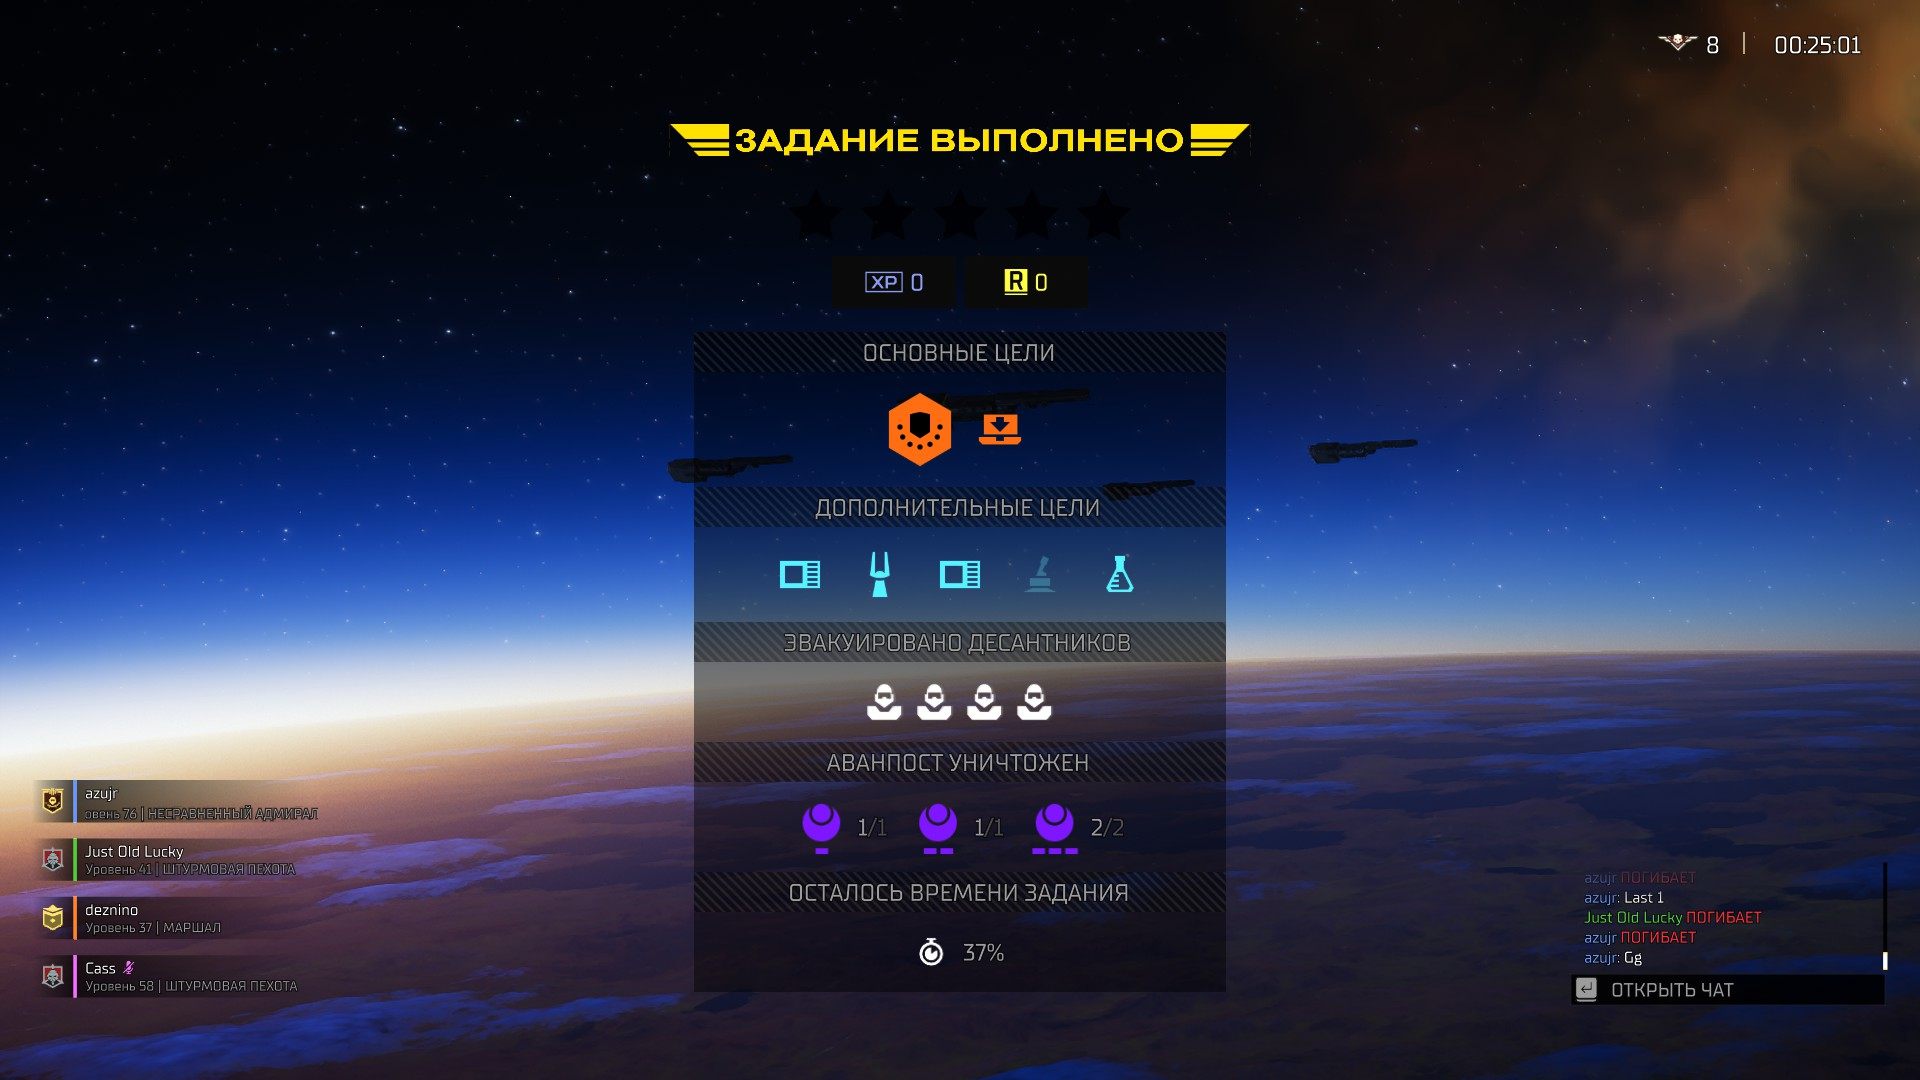 8 | 00:25:01
ЗАДАНИЕ ВЫПОЛНЕНО
XP 0
R 0
ОСНОВНЫЕ ЦЕЛИ
ДОПОЛНИТЕЛЬНЫЕ ЦЕЛИ
ЭВАКУИРОВАНО ДЕСАНТНИКОВ
АВАНПОСТ УНИЧТОЖЕН
1/1 1/1 2/2
ОСТАЛОСЬ ВРЕМЕНИ ЗАДАНИЯ
37%
azujr
овень 76 | НЕСРАВНЕННЫЙ АДМИРАЛ
Just Old Lucky
Уровень 41 | ШТУРМОВАЯ ПЕХОТА
deznino
Уровень 37 | МАРШАЛ
Cass
Уровень 58 | ШТУРМОВАЯ ПЕХОТА
azujr ПОГИБАЕТ
azujr: Last 1
Just Old Lucky ПОГИБАЕТ
azujr ПОГИБАЕТ
azujr: Gg
ОТКРЫТЬ ЧАТ